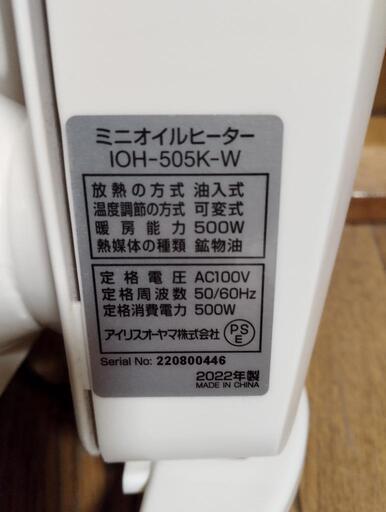 ミニオイルヒーター
IOH-505K-W
放熱の方式 油入式
温度調節の方式 可変式
暖房能力 500W
熱媒体の種類 鉱物油
定格電圧 AC100V
定格周波数 50/60Hz
定格消費電力 500W
アイリスオーヤマ株式会社 PSE
Serial No: 220800446
2022年製
MADE IN CHINA